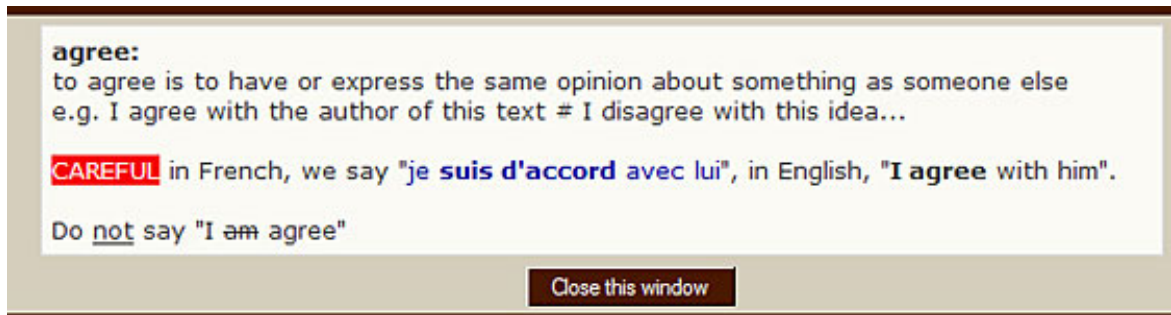 agree:
to agree is to have or express the same opinion about something as someone else
e.g. I agree with the author of this text ≠ I disagree with this idea...
CAREFUL in French, we say "je suis d'accord avec lui", in English, "I agree with him".
Do not say "I am agree"
Close this window